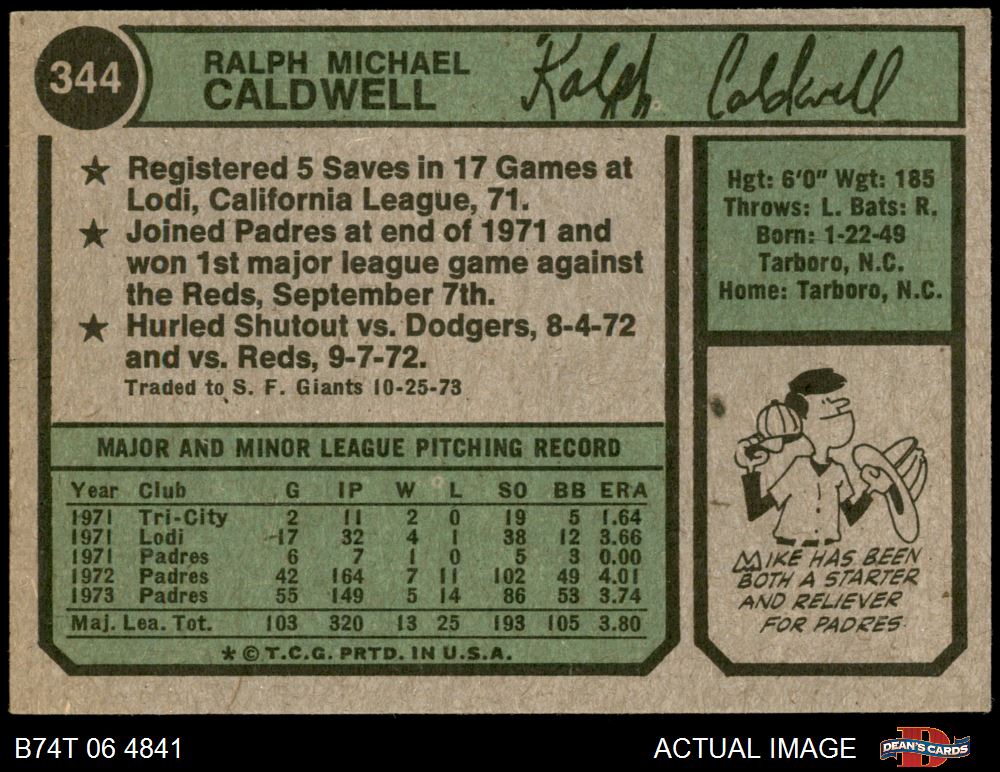 344
RALPH MICHAEL
CALDWELL
Ralph Caldwell
★ Registered 5 Saves in 17 Games at
Lodi, California League, 71.
★ Joined Padres at end of 1971 and
won 1st major league game against
the Reds, September 7th.
★ Hurled Shutout vs. Dodgers, 8-4-72
and vs. Reds, 9-7-72.
Traded to S. F. Giants 10-25-73
MAJOR AND MINOR LEAGUE PITCHING RECORD
Year Club G IP W L SO BB ERA
1971 Tri-City 2 11 2 0 19 5 1.64
1971 Lodi 17 32 4 1 38 12 3.66
1971 Padres 6 7 1 0 5 3 0.00
1972 Padres 42 164 7 11 102 49 4.01
1973 Padres 55 149 5 14 86 53 3.74
Maj. Lea. Tot. 103 320 13 25 193 105 3.80
* © T.C.G. PRTD. IN U.S.A.
Hgt: 6'0" Wgt: 185
Throws: L. Bats: R.
Born: 1-22-49
Tarboro, N.C.
Home: Tarboro, N.C.
MIKE HAS BEEN
BOTH A STARTER
AND RELIEVER
FOR PADRES
B74T 06 4841
ACTUAL IMAGE
D
DEAN'S CARDS